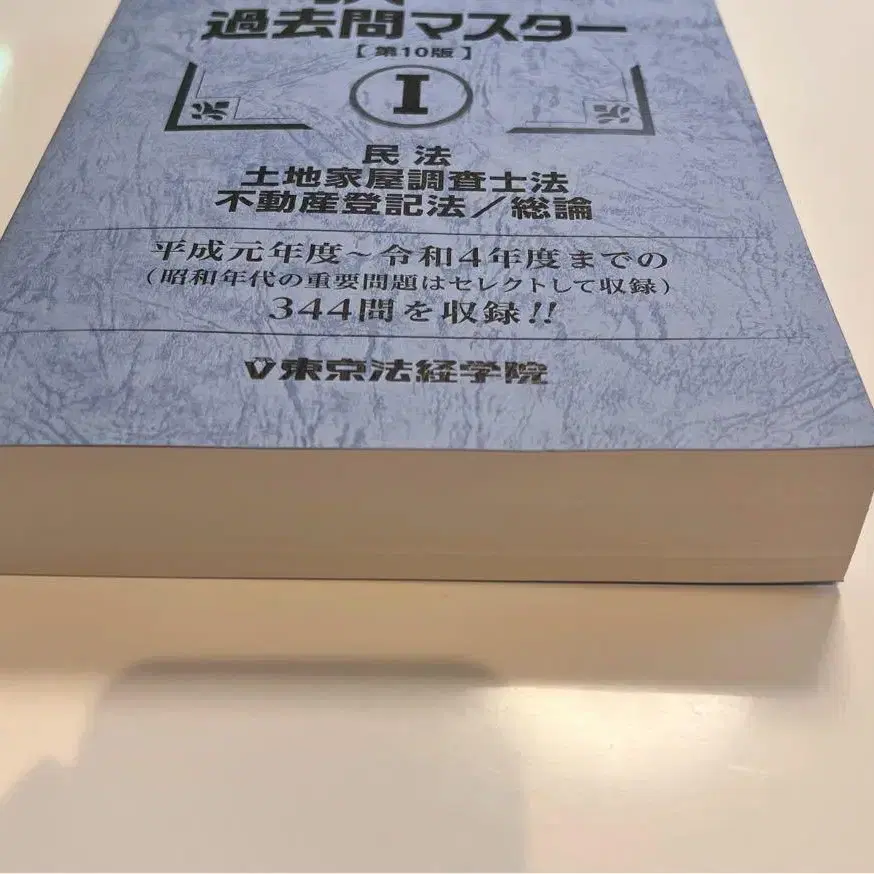 過去問マスター
[第10版]
I
民法
土地家屋調査士法
不動産登記法/総論
平成元年度~令和4年度までの
(昭和年代の重要問題はセレクトして収録)
344問を収録!!
東京法経学院